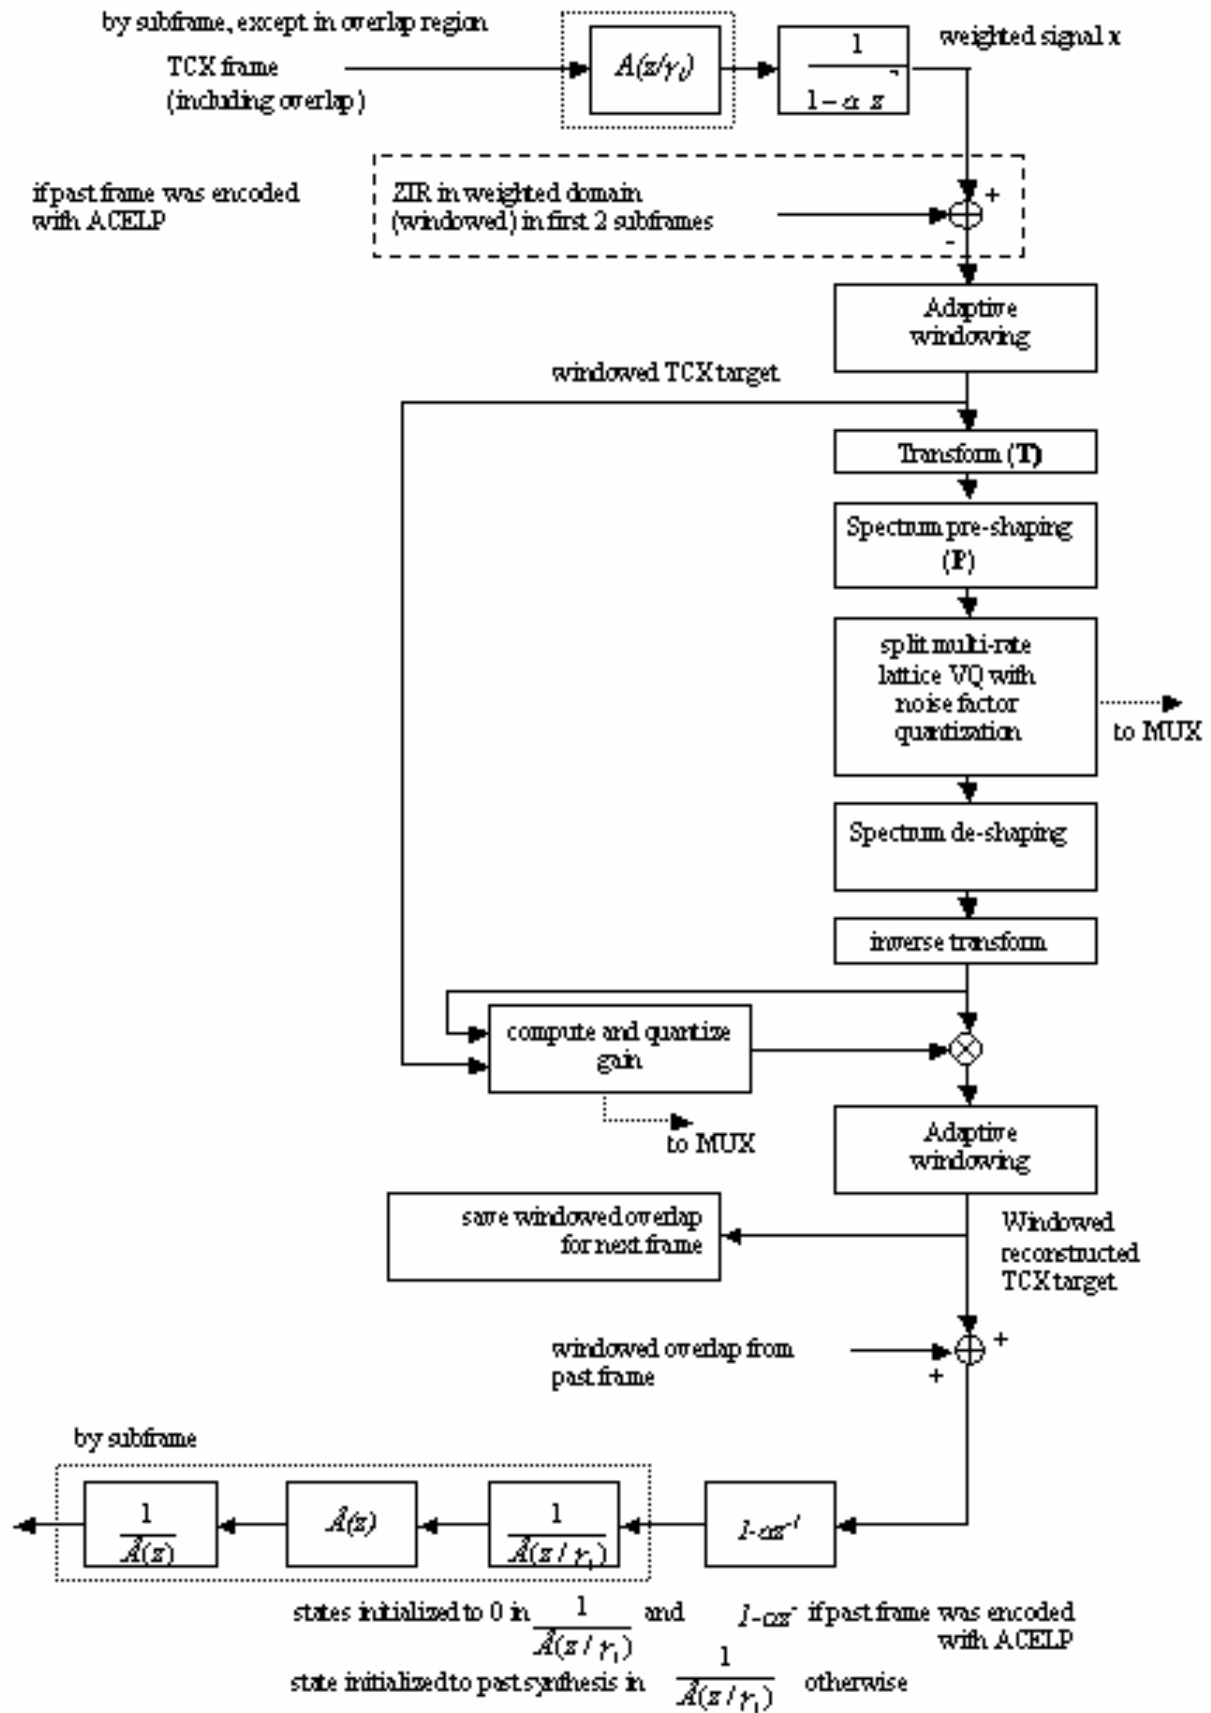 by subframe, except in overlap region
TCX frame
(including overlap)
A(z/γ₁)
1
1 − α z⁻
weighted signal x
if past frame was encoded
with ACELP
ZIR in weighted domain
(windowed) in first 2 subframes
+
-
Adaptive
windowing
windowed TCX target
Transform (T)
Spectrum pre-shaping
(P)
split multi-rate
lattice VQ with
noise factor
quantization
to MUX
Spectrum de-shaping
inverse transform
compute and quantize
gain
to MUX
Adaptive
windowing
save windowed overlap
for next frame
Windowed
reconstructed
TCX target
windowed overlap from
past frame
+
+
by subframe
1
Â(z)
Â(z)
1
Â(z / γ₁)
1-αz⁻¹
states initialized to 0 in 1 / Â(z / γ₁) and 1-αz⁻ if past frame was encoded
with ACELP
state initialized to past synthesis in 1 / Â(z / γ₁) otherwise